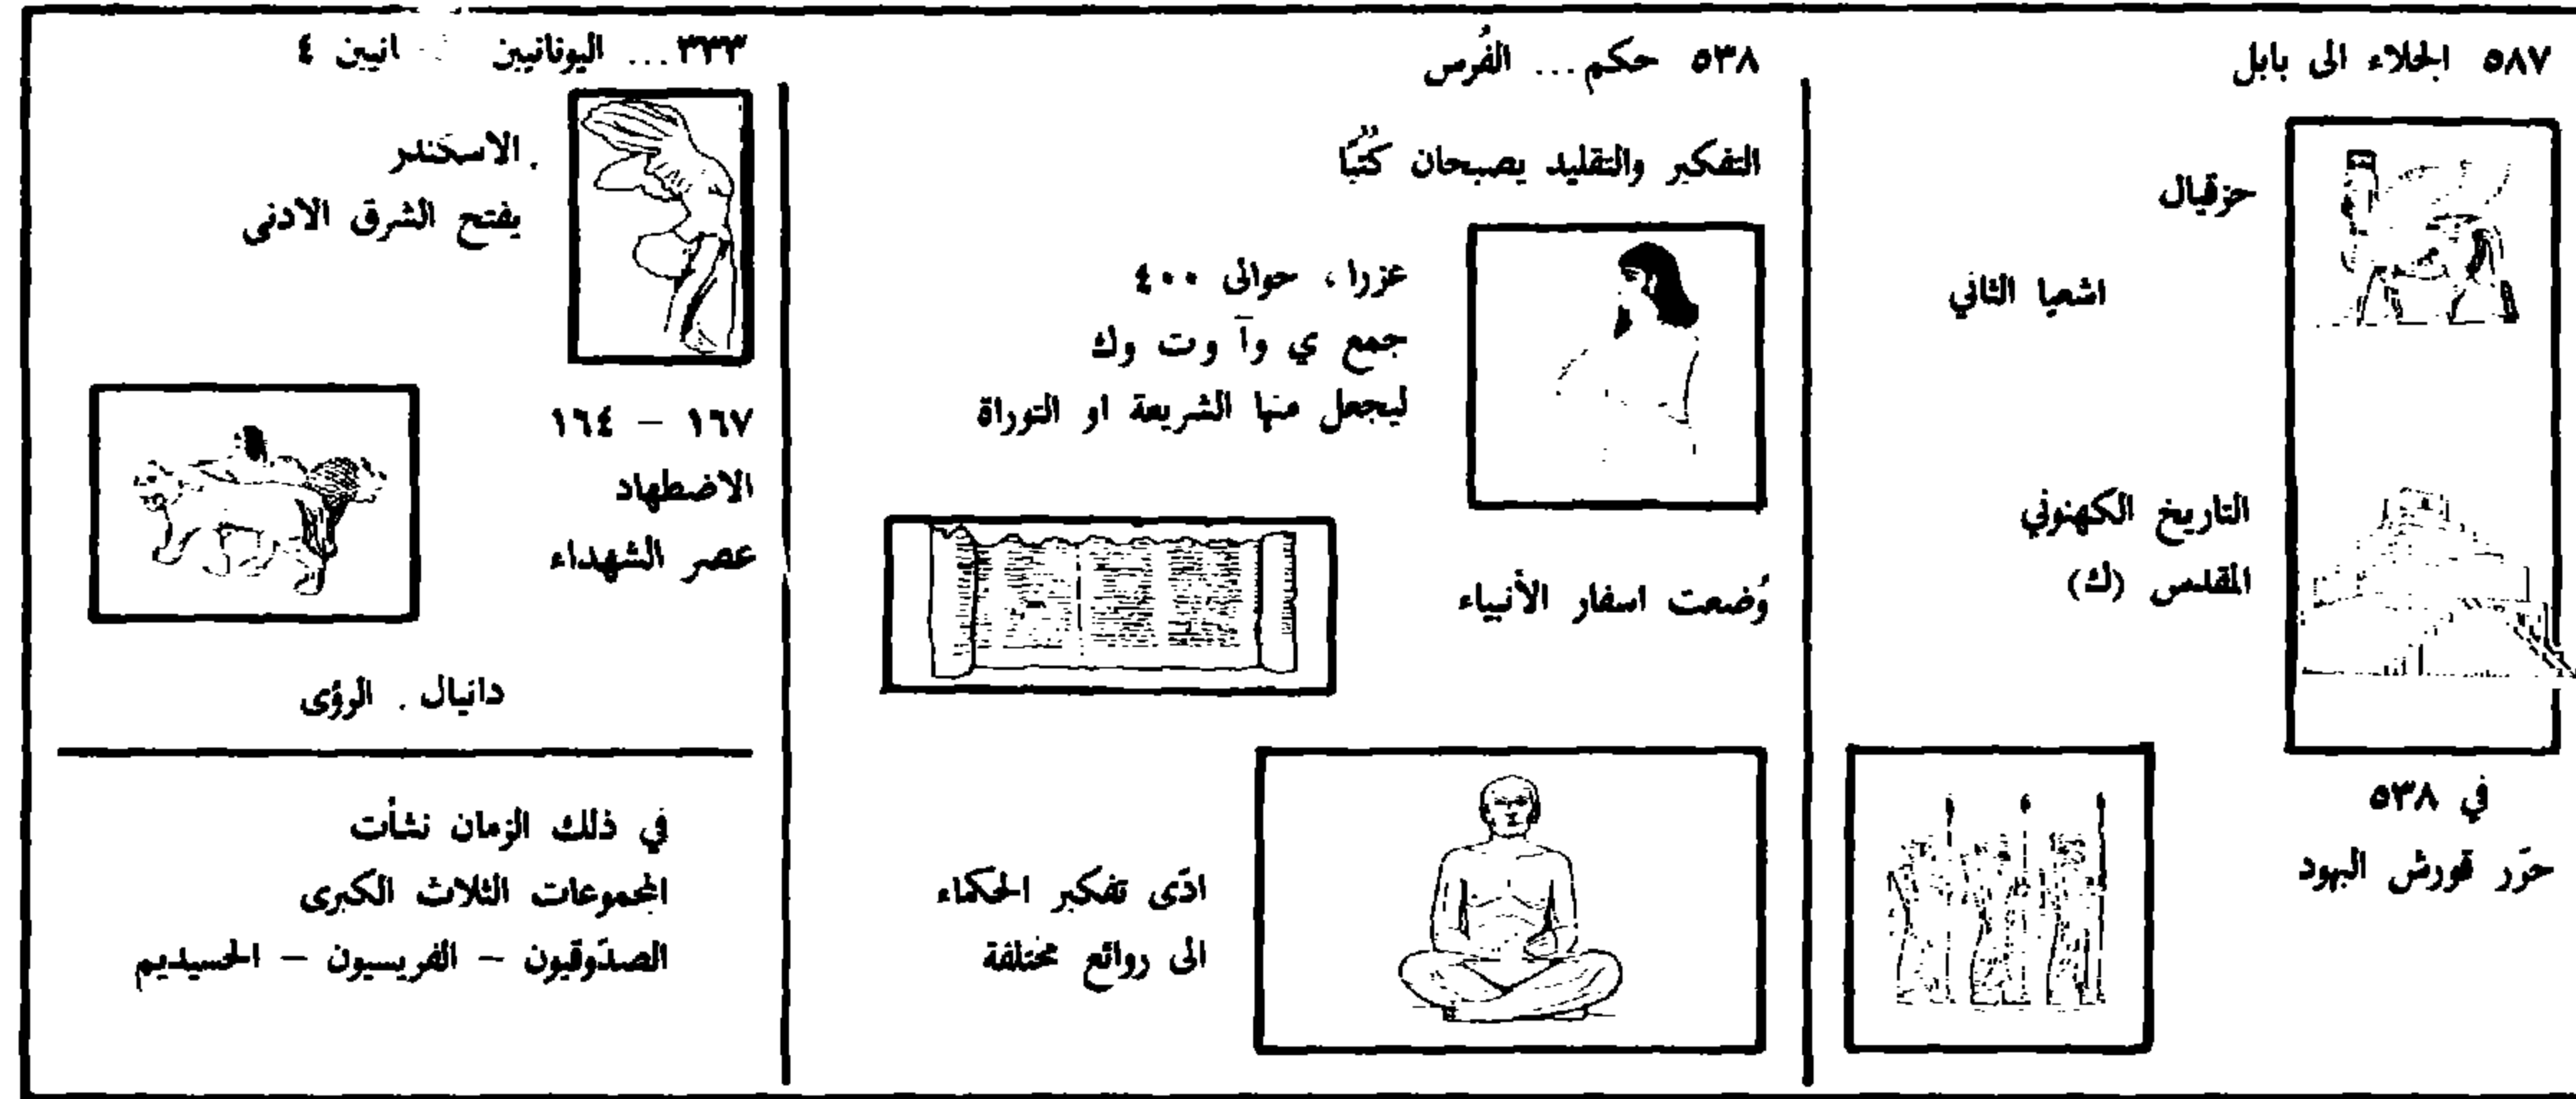 ٥٨٧ الجلاء الى بابل
حزقيال
اشعيا الثاني
التاريخ الكهنوتي
المقدس (ك)
في ٥٣٨
حرّر قورش اليهود
٥٣٨ حكم... الفُرس
التفكير والتقليد يصبحان كتُبًا
عزرا، حوالى ٤٠٠
جمع ي وآ وت وك
ليجعل منها الشريعة او التوراة
وُضعت اسفار الأنبياء
ادّى تفكير الحكماء
الى روائع مختلفة
٣٣٣... اليونانيين
الاسكندر
يفتح الشرق الادنى
١٦٧ – ١٦٤
الاضطهاد
عصر الشهداء
دانيال . الرؤى
في ذلك الزمان نشأت
المجموعات الثلاث الكبرى
الصدّوقيون – الفريسيون – الحسيديم